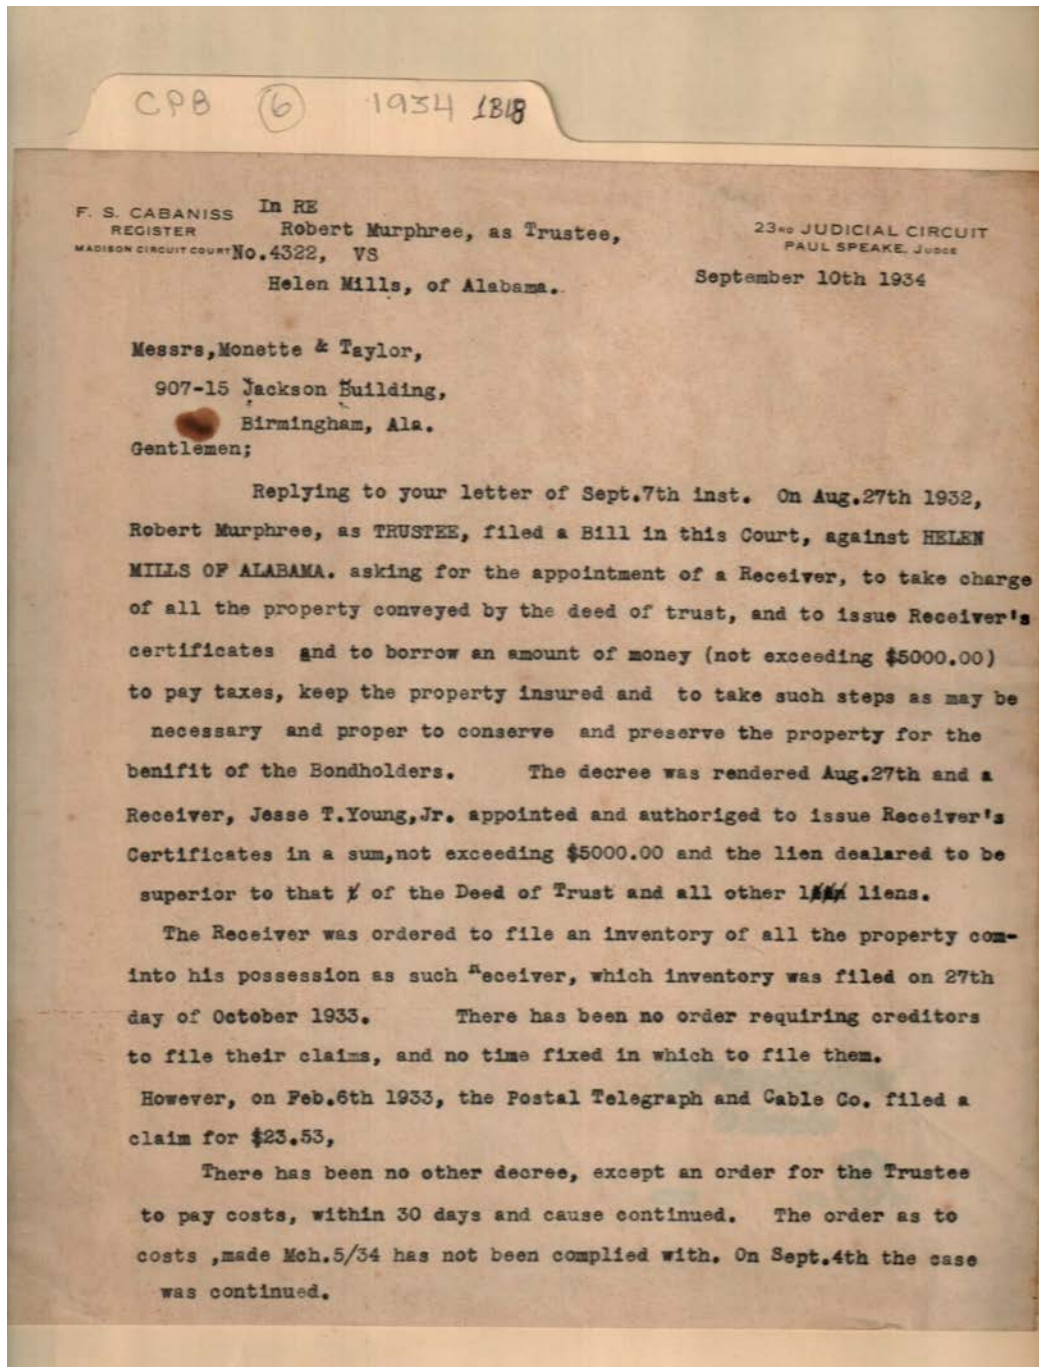 CPB 6 1934 1818
In RE
F. S. CABANISS
REGISTER
MADISON CIRCUIT COURT
Robert Murphree, as Trustee,
No.4322, VS
Helen Mills, of Alabama.
23RD JUDICIAL CIRCUIT
PAUL SPEAKE, JUDGE
September 10th 1934
Messrs,Monette & Taylor,
907-15 Jackson Building,
Birmingham, Ala.
Gentlemen;
Replying to your letter of Sept.7th inst. On Aug.27th 1932,
Robert Murphree, as TRUSTEE, filed a Bill in this Court, against HELEN
MILLS OF ALABAMA. asking for the appointment of a Receiver, to take charge
of all the property conveyed by the deed of trust, and to issue Receiver's
certificates and to borrow an amount of money (not exceeding $5000.00)
to pay taxes, keep the property insured and to take such steps as may be
necessary and proper to conserve and preserve the property for the
benifit of the Bondholders. The decree was rendered Aug.27th and a
Receiver, Jesse T.Young,Jr. appointed and authoriged to issue Receiver's
Certificates in a sum,not exceeding $5000.00 and the lien dealared to be
superior to that of the Deed of Trust and all other liens.
The Receiver was ordered to file an inventory of all the property com-
into his possession as such Receiver, which inventory was filed on 27th
day of October 1933. There has been no order requiring creditors
to file their claims, and no time fixed in which to file them.
However, on Feb.6th 1933, the Postal Telegraph and Cable Co. filed a
claim for $23.53,
There has been no other decree, except an order for the Trustee
to pay costs, within 30 days and cause continued. The order as to
costs ,made Mch.5/34 has not been complied with. On Sept.4th the case
was continued.